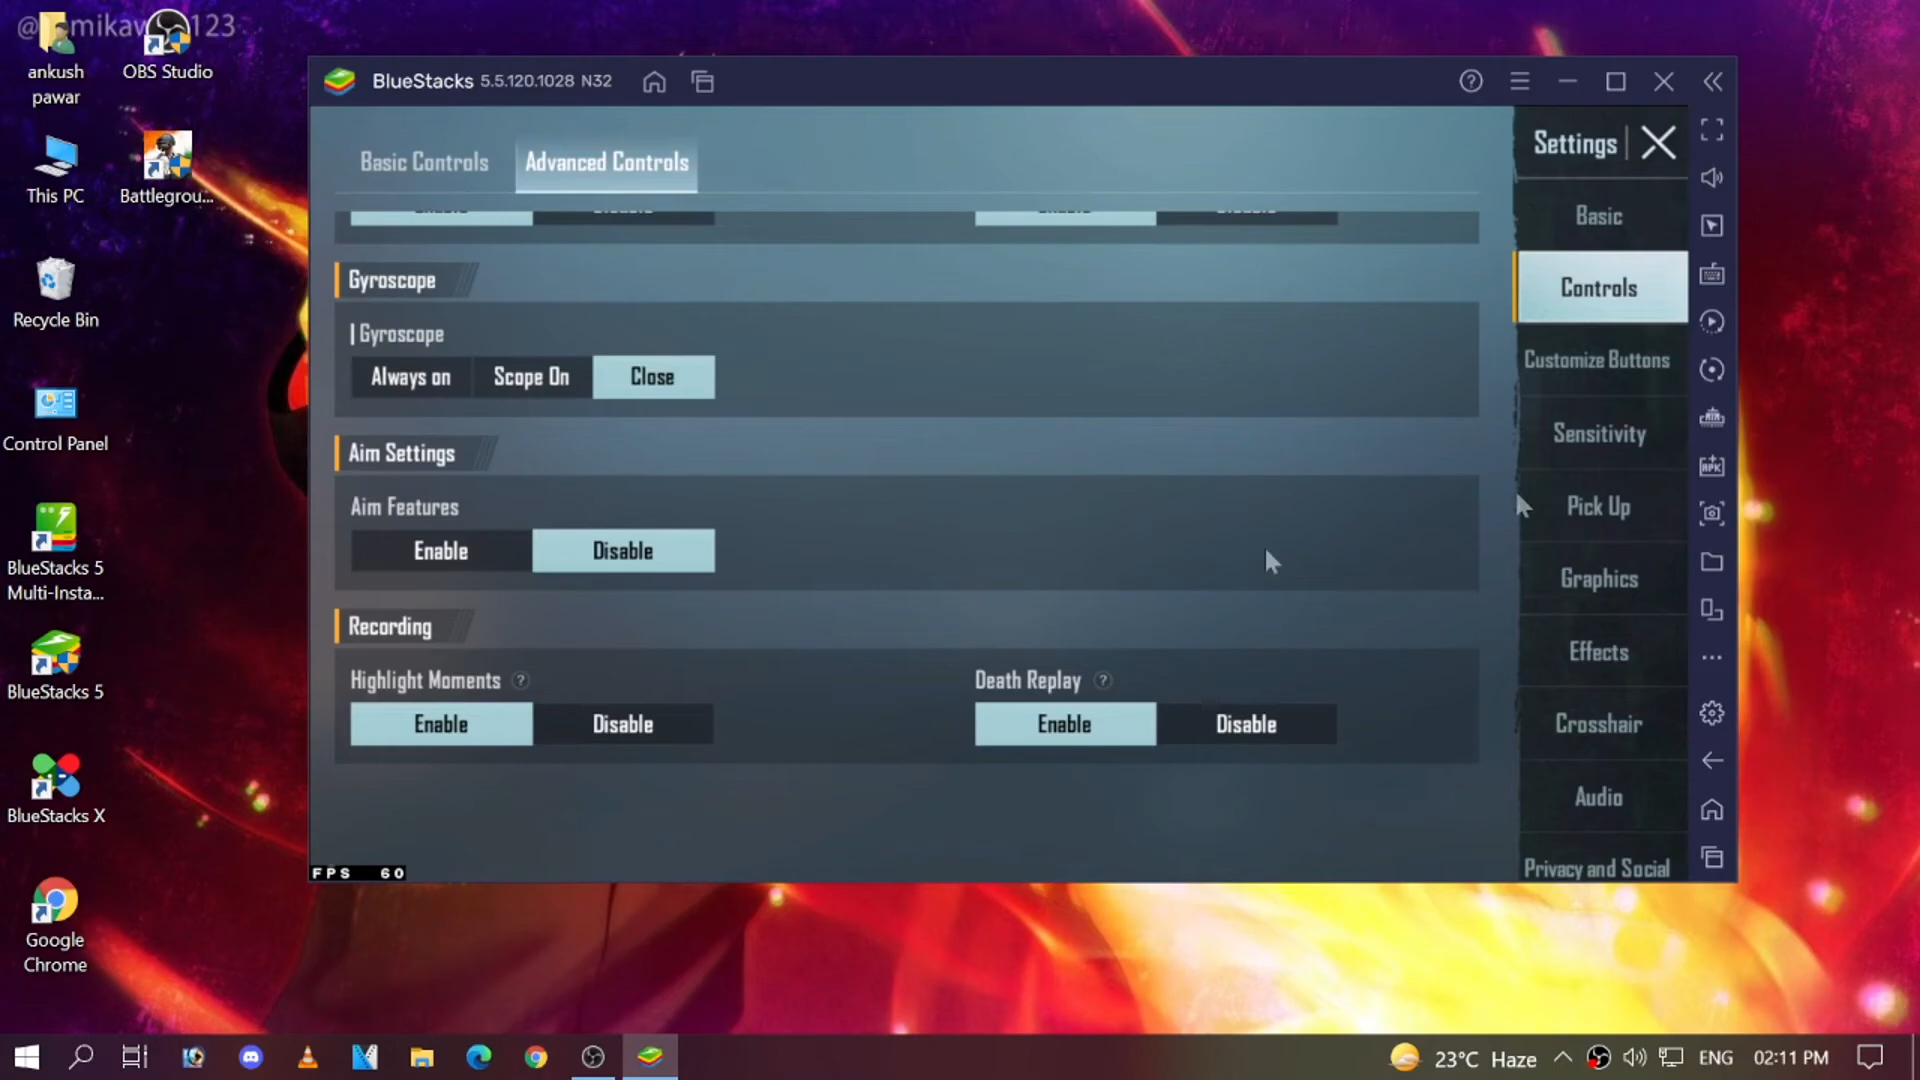 ankush
pawar
OBS Studio
This PC
Battlegrou...
Recycle Bin
Control Panel
BlueStacks 5
Multi-Insta...
BlueStacks 5
BlueStacks X
Google
Chrome
BlueStacks 5.5.120.1028 N32
Basic Controls
Advanced Controls
Gyroscope
Gyroscope
Always on
Scope On
Close
Aim Settings
Aim Features
Enable
Disable
Recording
Highlight Moments ?
Death Replay ?
Enable
Disable
Enable
Disable
FPS 60
Settings
Basic
Controls
Customize Buttons
Sensitivity
Pick Up
Graphics
Effects
Crosshair
Audio
Privacy and Social
23°C Haze
ENG
02:11 PM